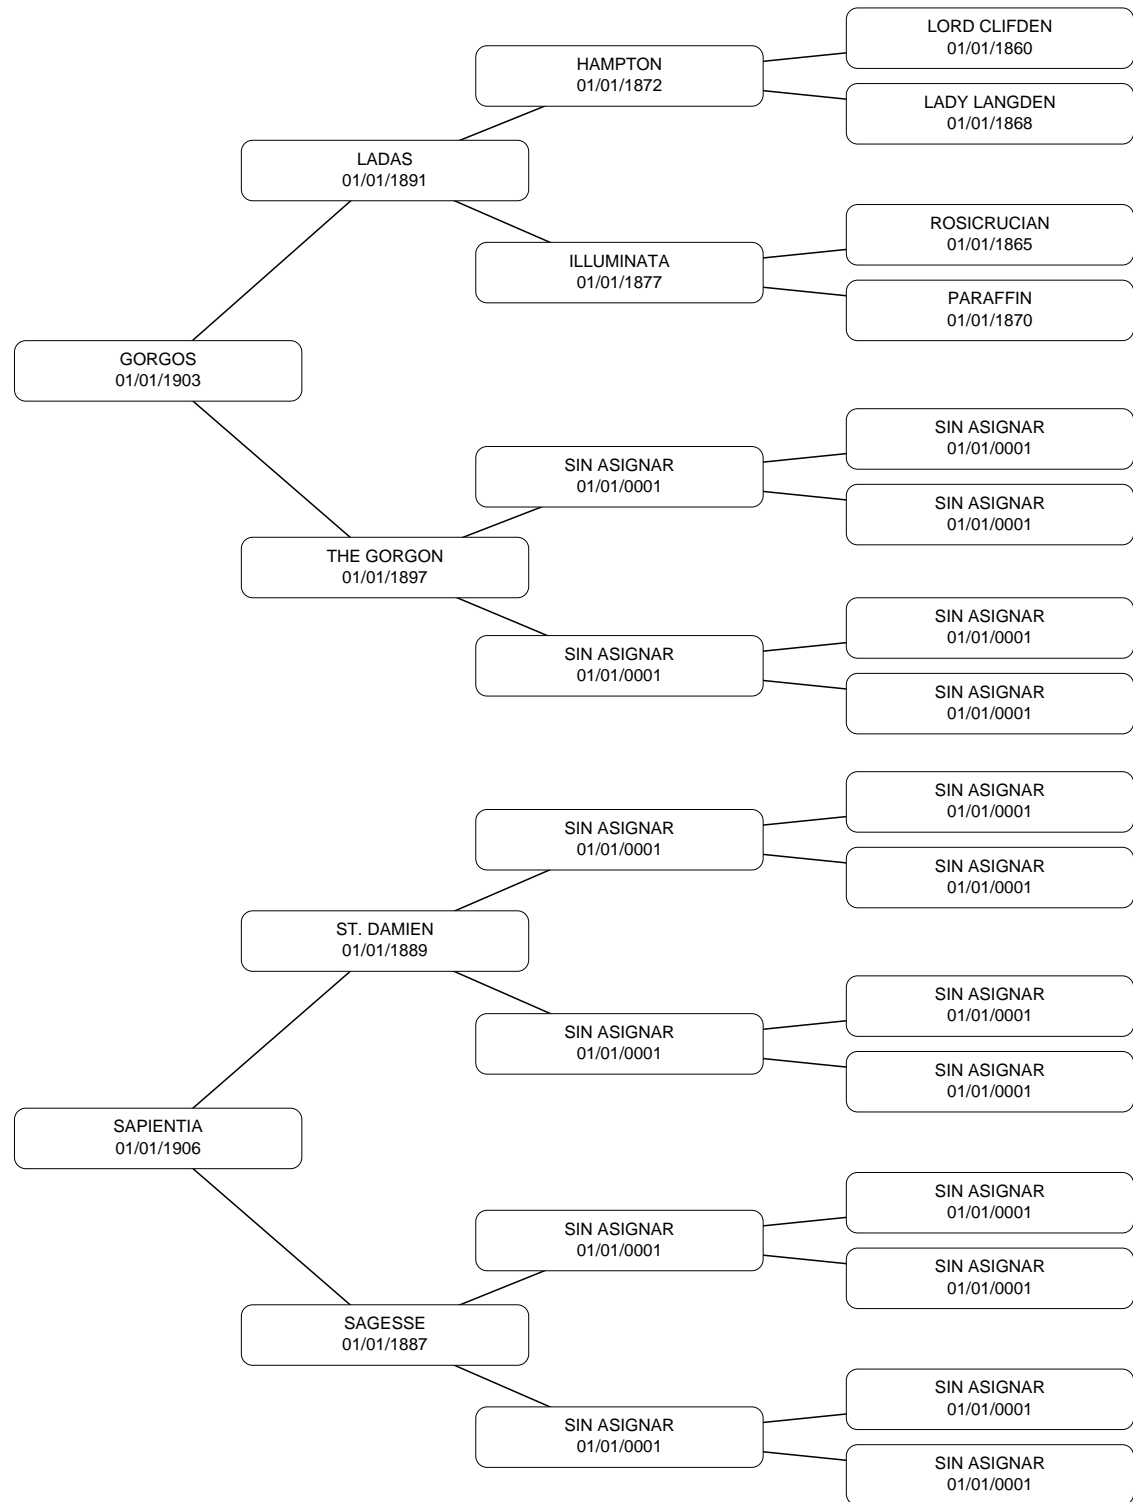 LORD CLIFDEN
01/01/1860
HAMPTON
01/01/1872
LADY LANGDEN
01/01/1868
LADAS
01/01/1891
ROSICRUCIAN
01/01/1865
ILLUMINATA
01/01/1877
PARAFFIN
01/01/1870
GORGOS
01/01/1903
SIN ASIGNAR
01/01/0001
SIN ASIGNAR
01/01/0001
SIN ASIGNAR
01/01/0001
THE GORGON
01/01/1897
SIN ASIGNAR
01/01/0001
SIN ASIGNAR
01/01/0001
SIN ASIGNAR
01/01/0001
SIN ASIGNAR
01/01/0001
SIN ASIGNAR
01/01/0001
SIN ASIGNAR
01/01/0001
ST. DAMIEN
01/01/1889
SIN ASIGNAR
01/01/0001
SIN ASIGNAR
01/01/0001
SIN ASIGNAR
01/01/0001
SAPIENTIA
01/01/1906
SIN ASIGNAR
01/01/0001
SIN ASIGNAR
01/01/0001
SIN ASIGNAR
01/01/0001
SAGESSE
01/01/1887
SIN ASIGNAR
01/01/0001
SIN ASIGNAR
01/01/0001
SIN ASIGNAR
01/01/0001